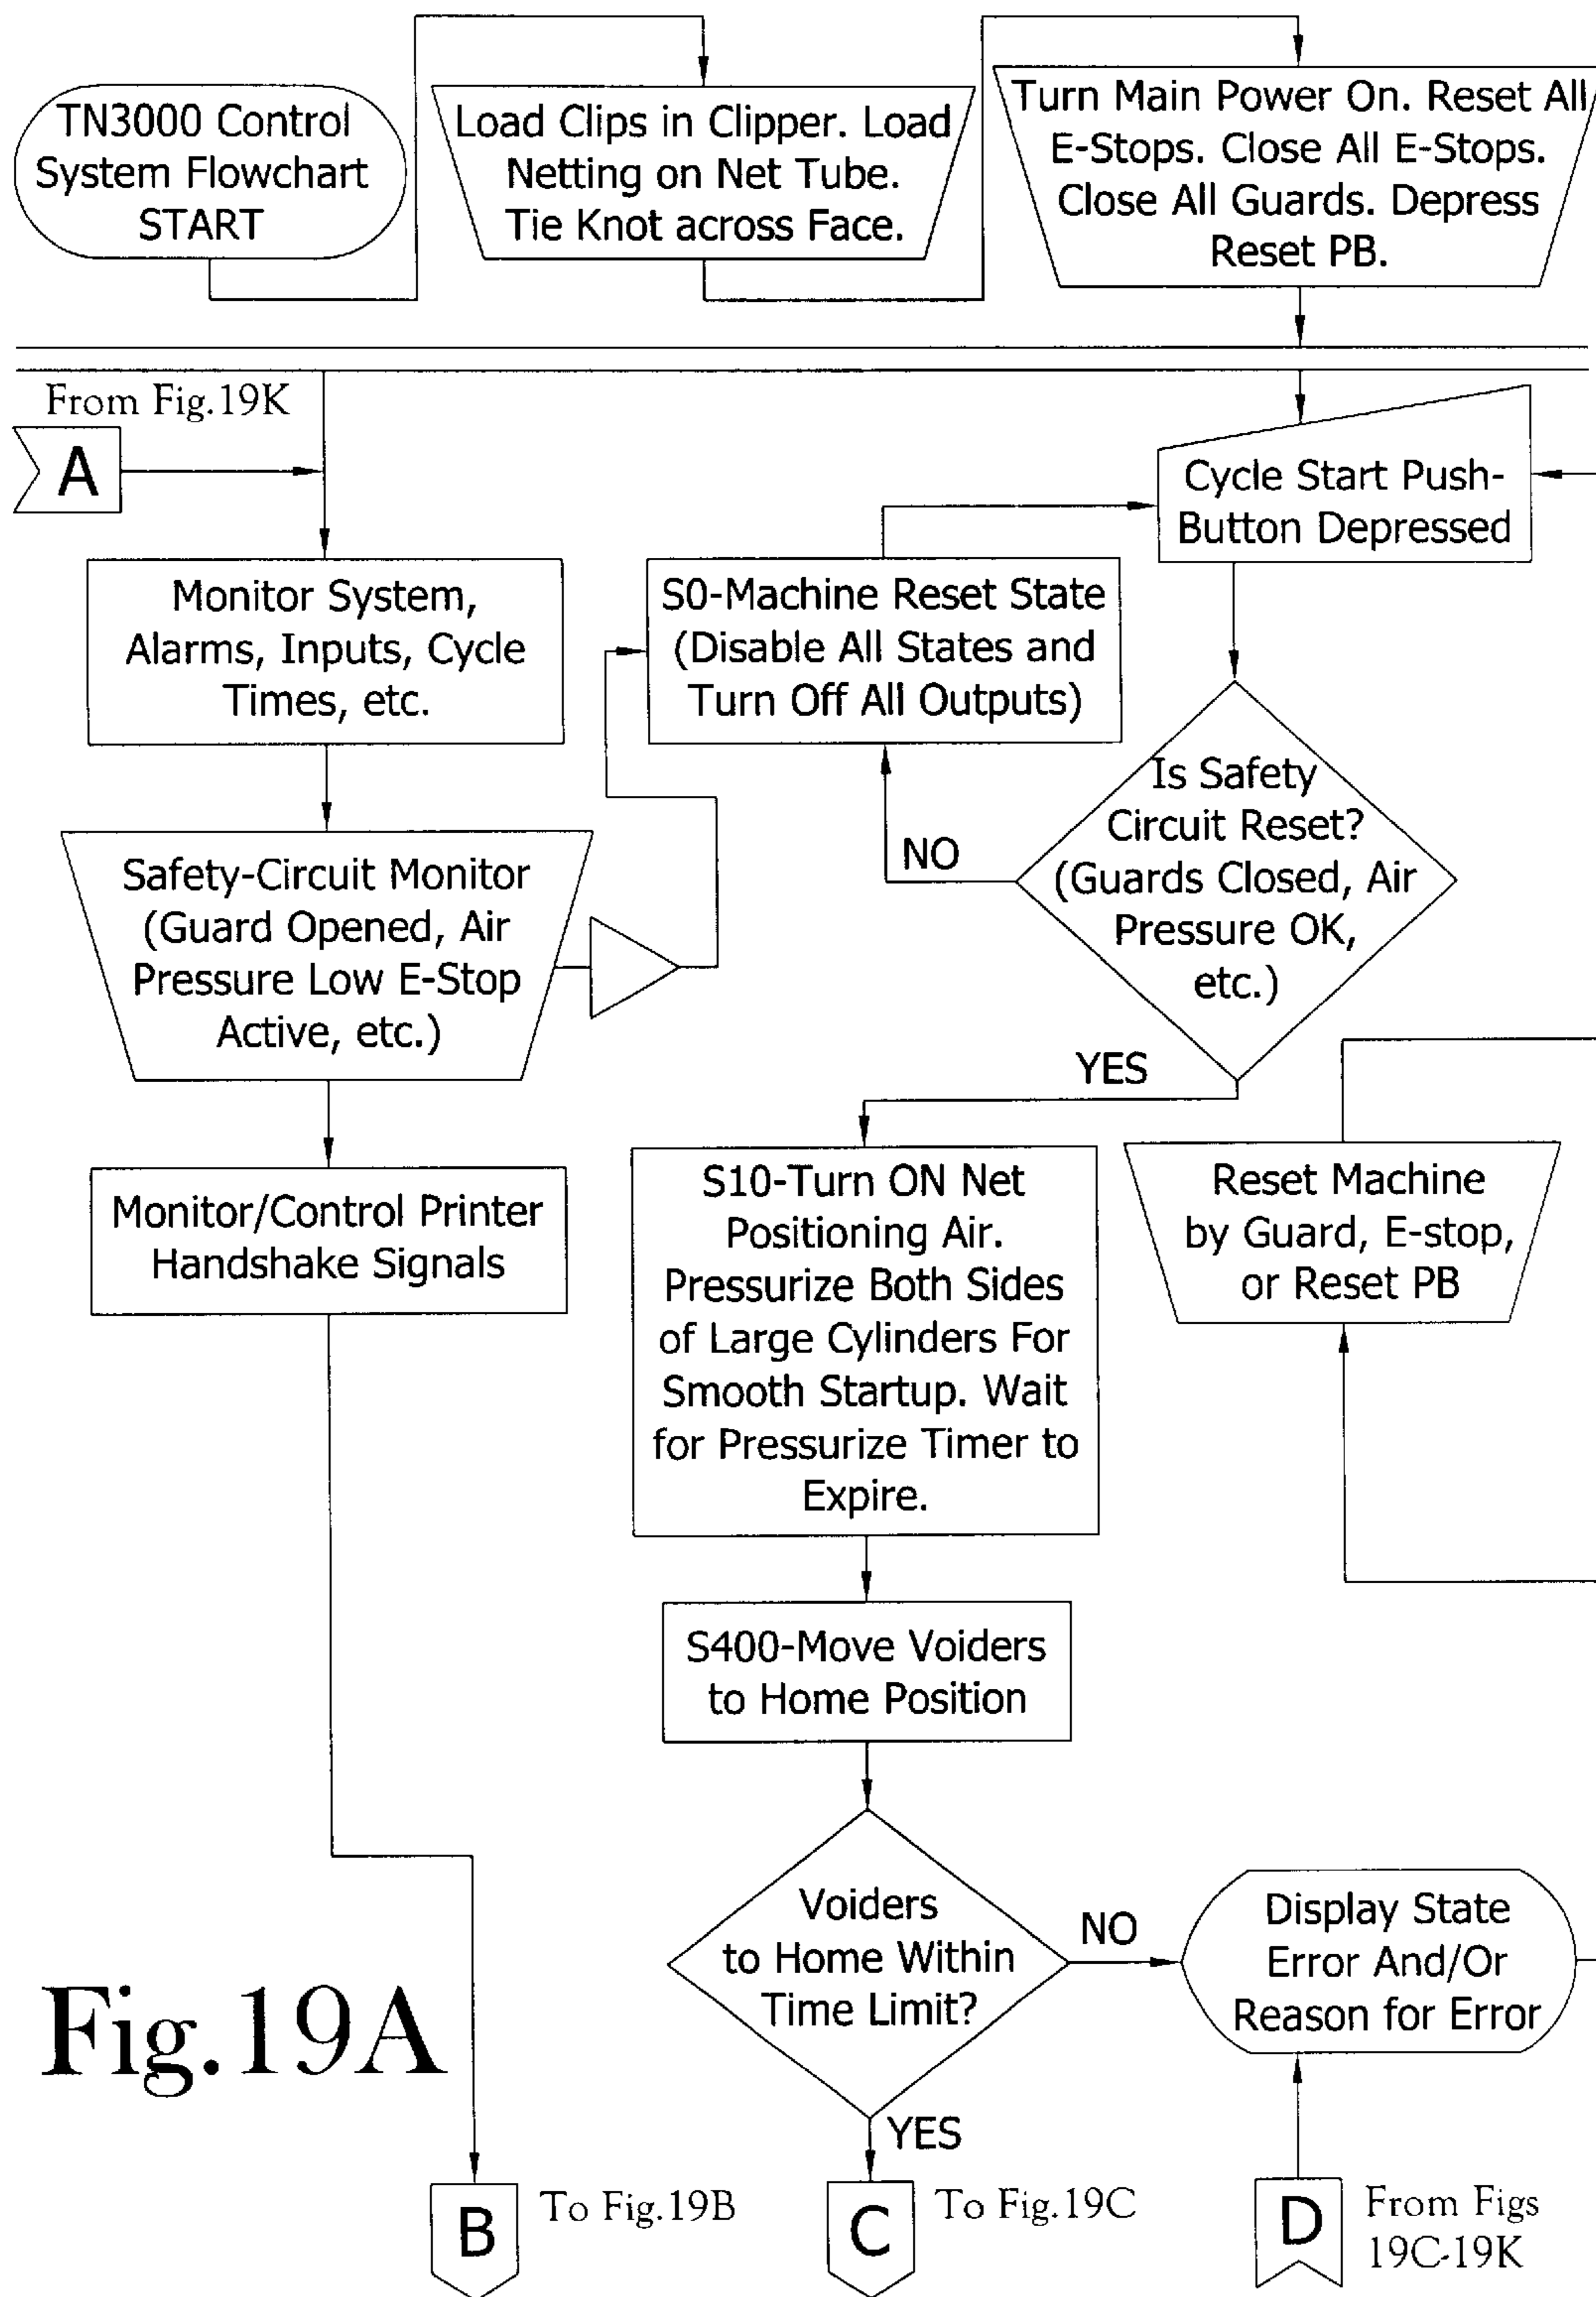 TN3000 Control
System Flowchart
START
Load Clips in Clipper. Load
Netting on Net Tube.
Tie Knot across Face.
Turn Main Power On. Reset All
E-Stops. Close All E-Stops.
Close All Guards. Depress
Reset PB.
From Fig.19K
A
Cycle Start Push-
Button Depressed
Monitor System,
Alarms, Inputs, Cycle
Times, etc.
S0-Machine Reset State
(Disable All States and
Turn Off All Outputs)
Is Safety
Circuit Reset?
(Guards Closed, Air
Pressure OK,
etc.)
NO
YES
Safety-Circuit Monitor
(Guard Opened, Air
Pressure Low E-Stop
Active, etc.)
Monitor/Control Printer
Handshake Signals
S10-Turn ON Net
Positioning Air.
Pressurize Both Sides
of Large Cylinders For
Smooth Startup. Wait
for Pressurize Timer to
Expire.
Reset Machine
by Guard, E-stop,
or Reset PB
S400-Move Voiders
to Home Position
Voiders
to Home Within
Time Limit?
NO
Display State
Error And/Or
Reason for Error
YES
Fig.19A
B
To Fig.19B
C
To Fig.19C
D
From Figs
19C-19K